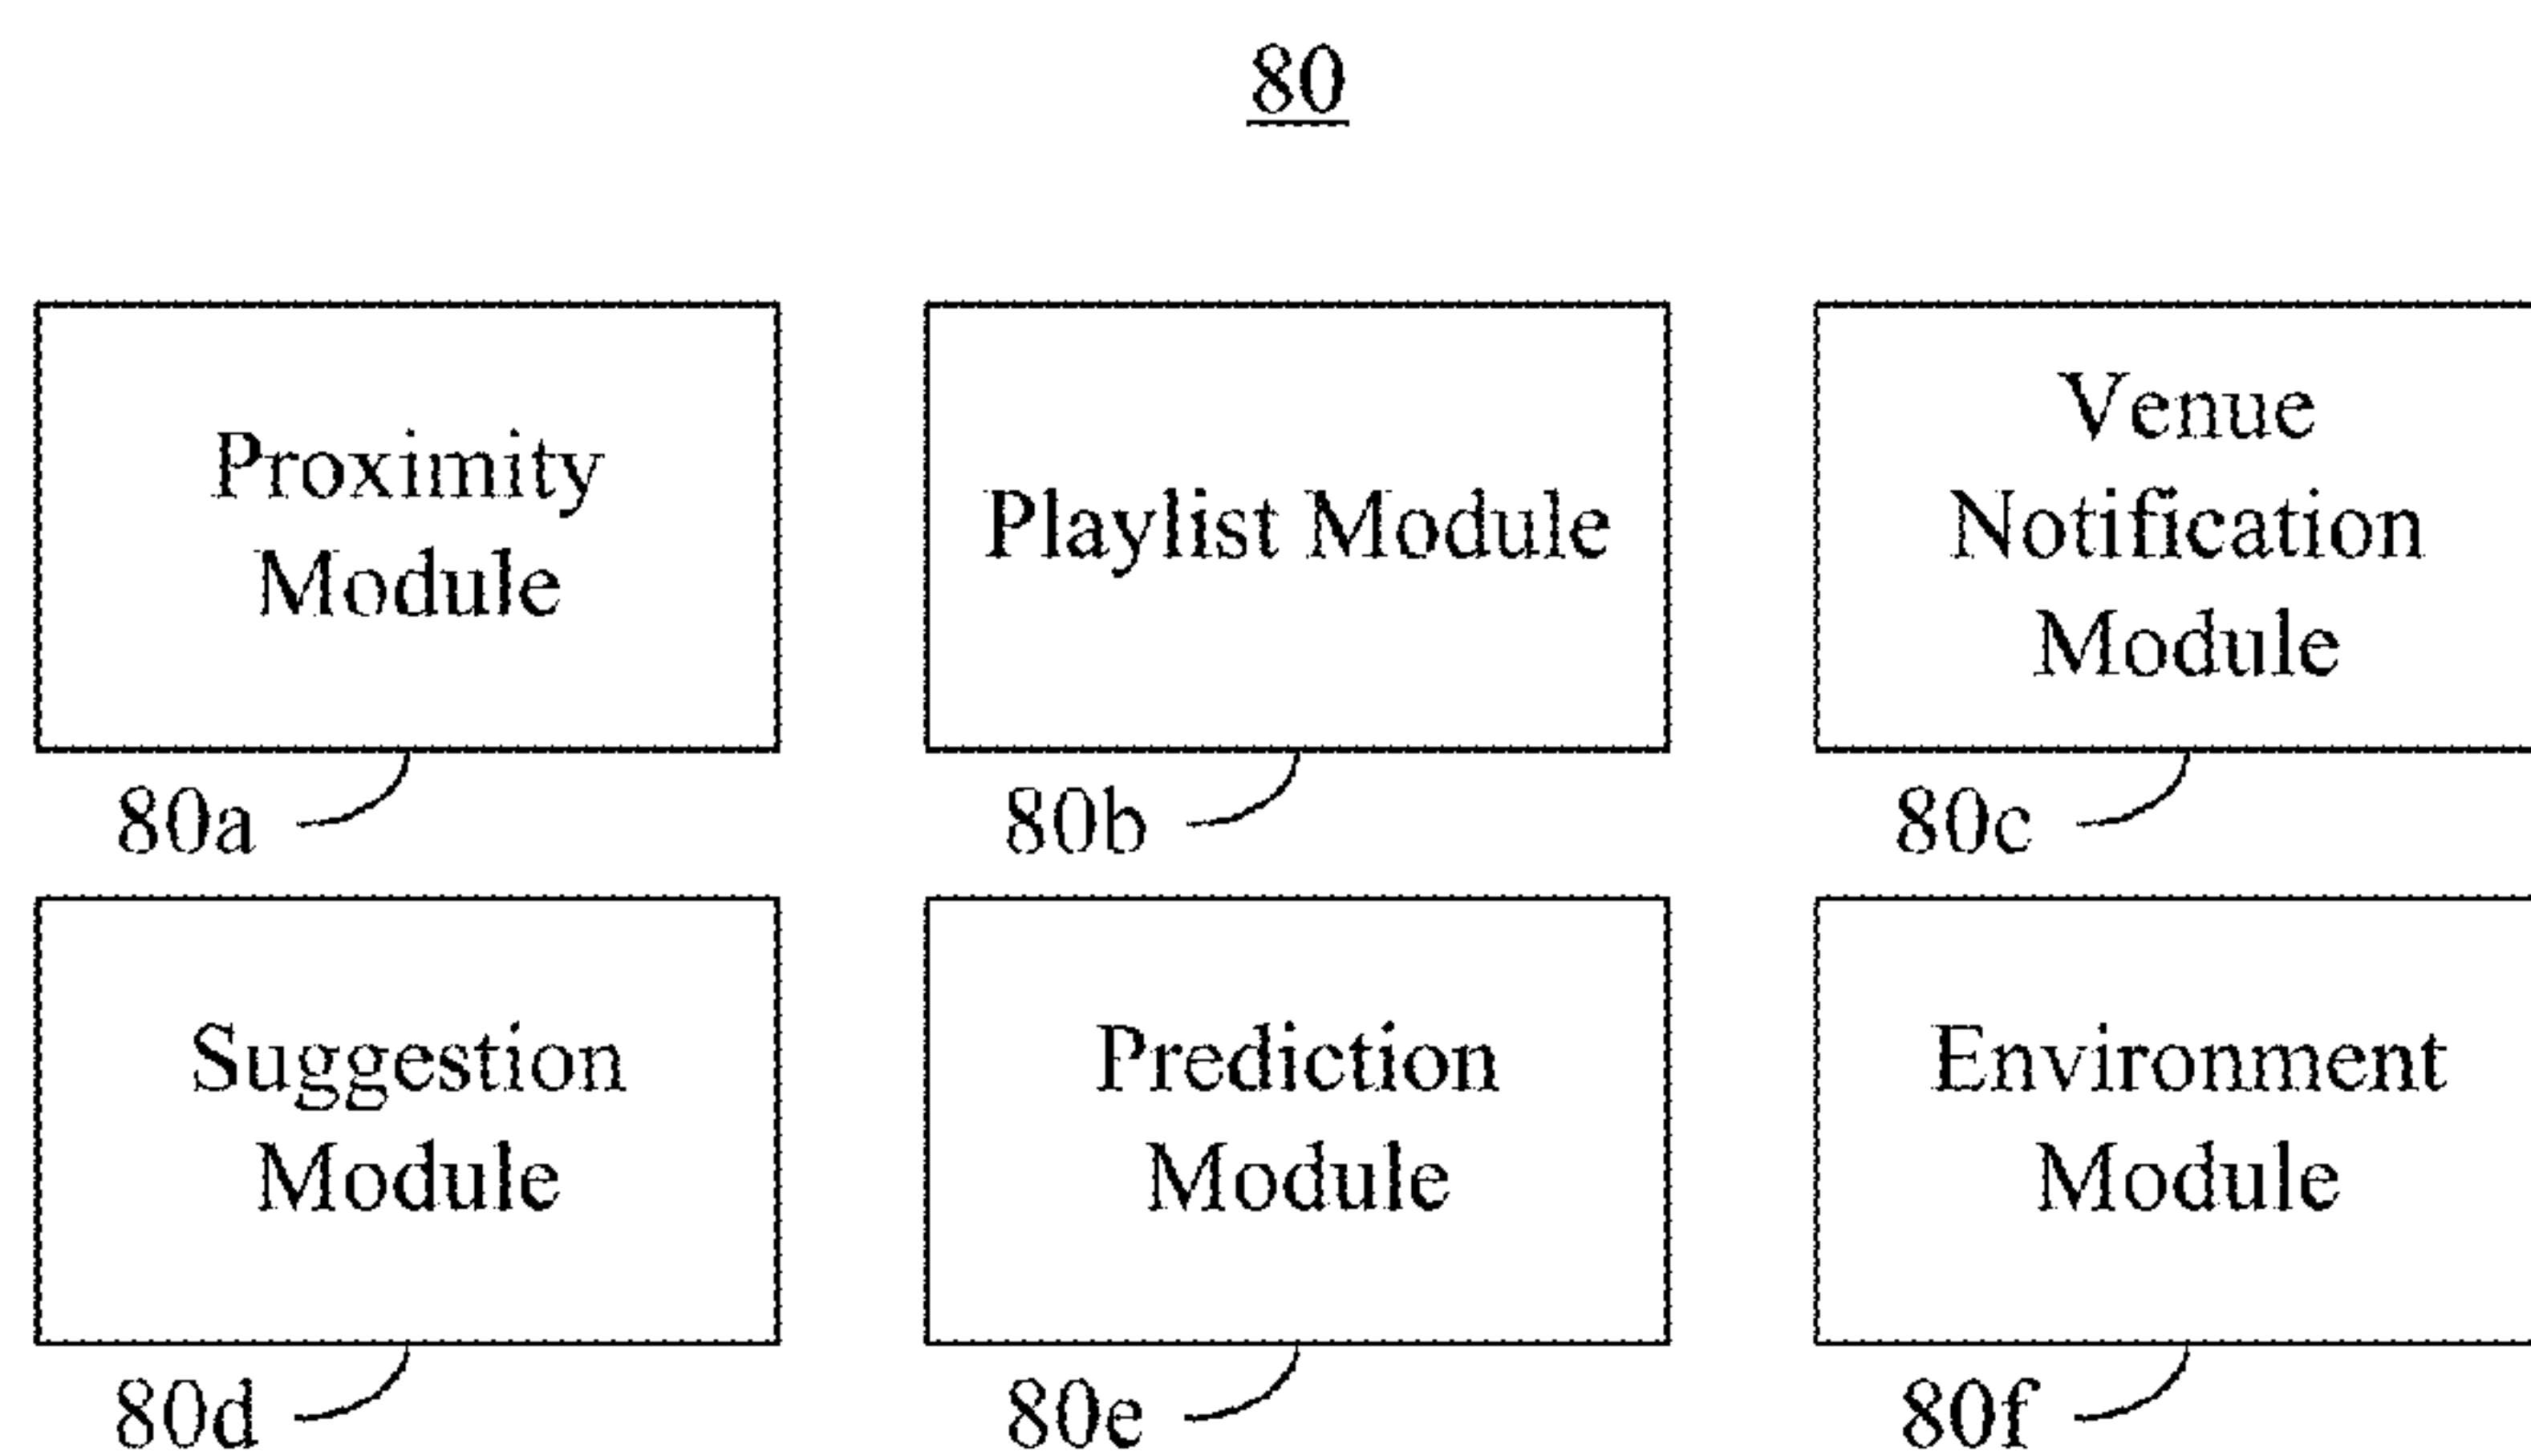 80
Proximity
Module
80a
Playlist Module
80b
Venue
Notification
Module
80c
Suggestion
Module
80d
Prediction
Module
80e
Environment
Module
80f